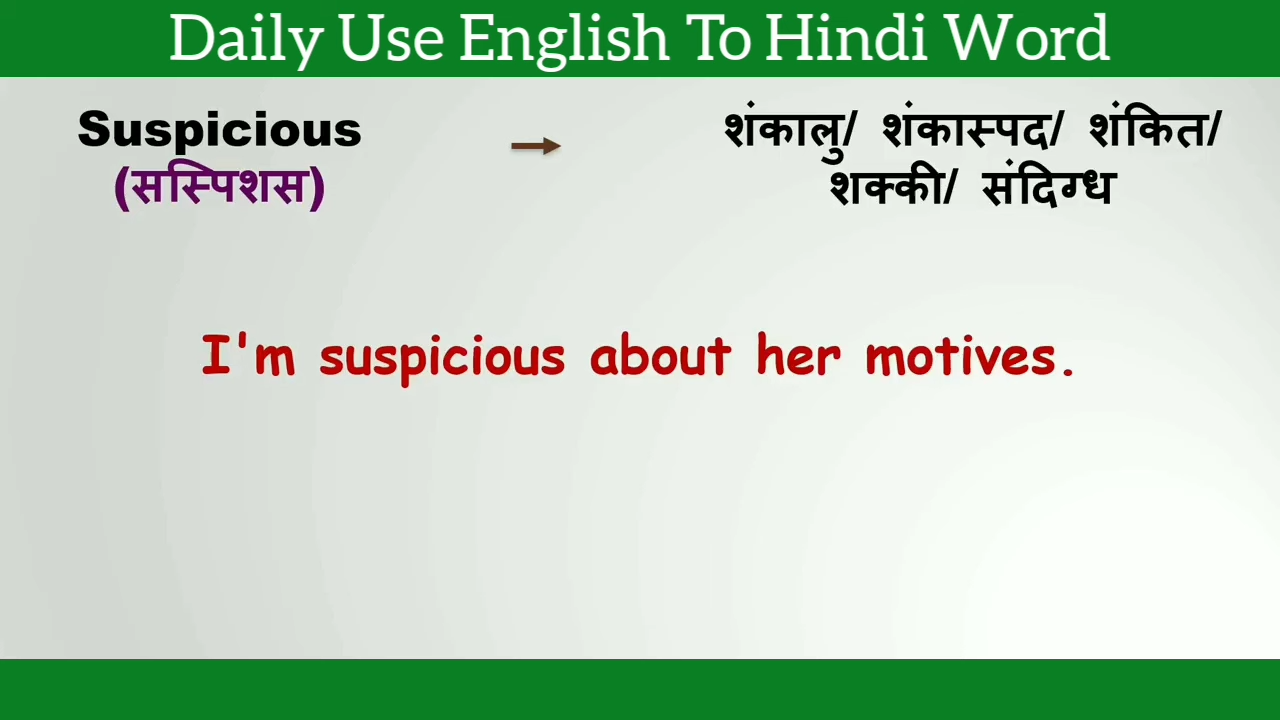 Daily Use English To Hindi Word
Suspicious
(सस्पिशस)
शंकालु/ शंकास्पद/ शंकित/
शक्की/ संदिग्ध
I'm suspicious about her motives.